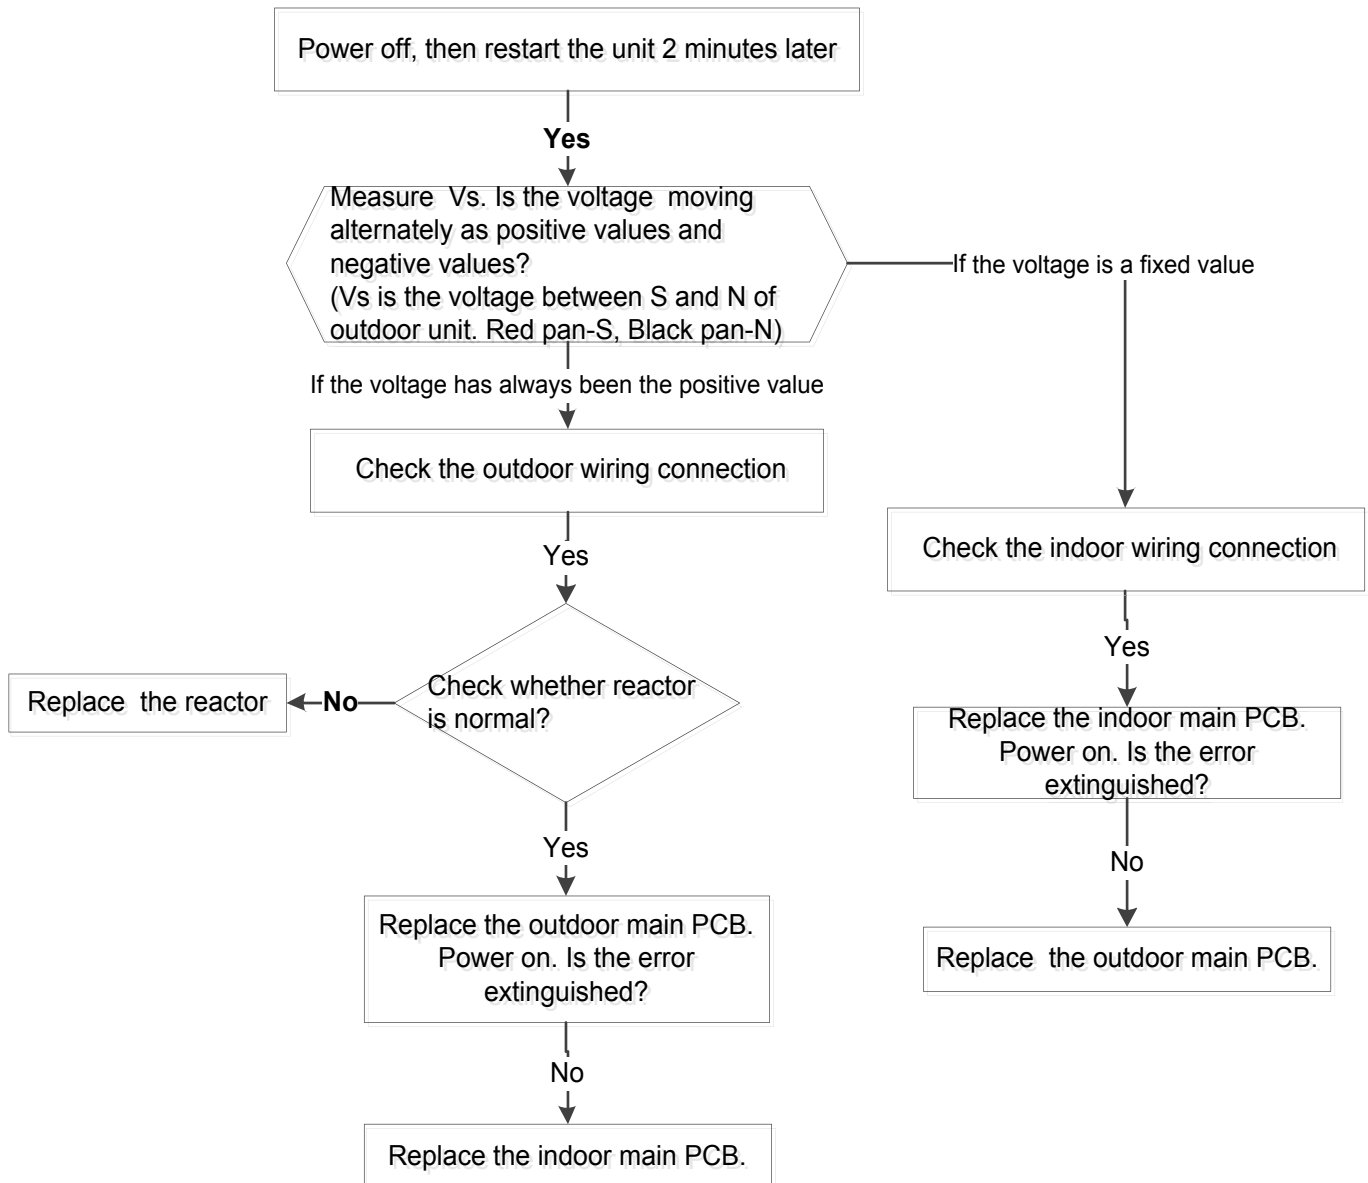 Power off, then restart the unit 2 minutes later
Yes
Measure Vs. Is the voltage moving
alternately as positive values and
negative values?
(Vs is the voltage between S and N of
outdoor unit. Red pan-S, Black pan-N)
If the voltage is a fixed value
If the voltage has always been the positive value
Check the outdoor wiring connection
Yes
Check the indoor wiring connection
Yes
Check whether reactor
is normal?
No
Replace the reactor
Replace the indoor main PCB.
Power on. Is the error
extinguished?
Yes
No
Replace the outdoor main PCB.
Power on. Is the error
extinguished?
Replace the outdoor main PCB.
No
Replace the indoor main PCB.